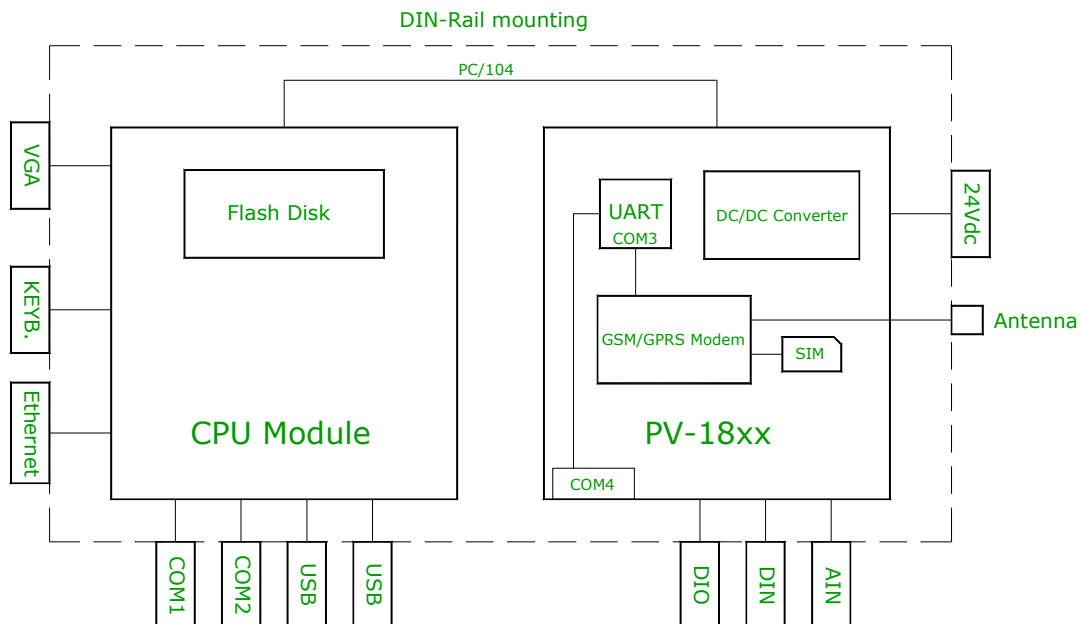 DIN-Rail mounting
PC/104
VGA
KEYB.
Ethernet
Flash Disk
CPU Module
COM1
COM2
USB
USB
UART
COM3
DC/DC Converter
GSM/GPRS Modem
SIM
PV-18xx
COM4
24Vdc
Antenna
DIO
DIN
AIN